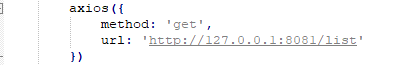 axios({
method: 'get',
url: 'http://127.0.0.1:8081/list'
})